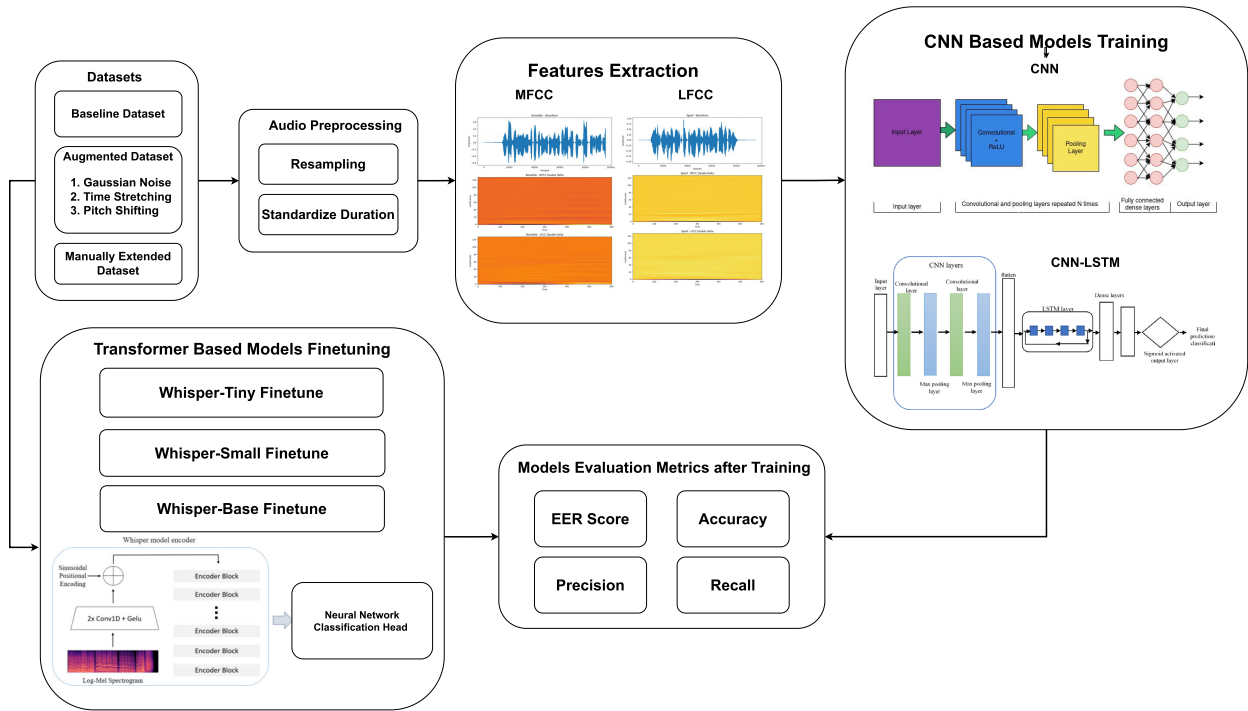 Datasets
Baseline Dataset
Augmented Dataset
1. Gaussian Noise
2. Time Stretching
3. Pitch Shifting
Manually Extended
Dataset
Audio Preprocessing
Resampling
Standardize Duration
Features Extraction
MFCC
LFCC
CNN Based Models Training
CNN
Input Layer
Convolutional
+
ReLU
Pooling
Layer
Input layer
Convolutional and pooling layers repeated N times
Fully connected
dense layers
Output layer
CNN-LSTM
CNN layers
Input
layer
Convolutional
layer
Convolutional
layer
Max pooling layer
Max pooling layer
LSTM layer
Dense layers
Sigmoid activated
output layer
Final
prediction
classificati
Transformer Based Models Finetuning
Whisper-Tiny Finetune
Whisper-Small Finetune
Whisper-Base Finetune
Whisper model encoder
Sinusoidal
Positional
Encoding
2x Conv1D + Gelu
Log-Mel Spectrogram
Encoder Block
Encoder Block
Encoder Block
Encoder Block
Encoder Block
Neural Network
Classification Head
Models Evaluation Metrics after Training
EER Score
Accuracy
Precision
Recall